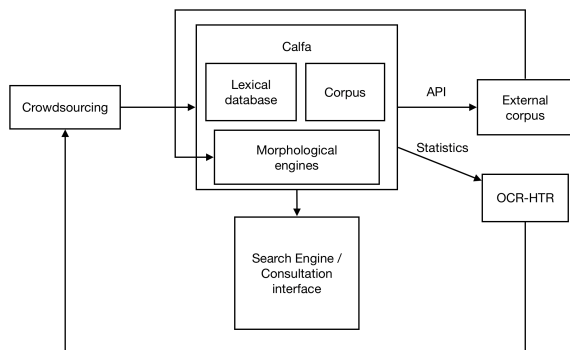 Calfa
Lexical
database
Corpus
Morphological
engines
Crowdsourcing
API
External
corpus
Statistics
OCR-HTR
Search Engine /
Consultation
interface